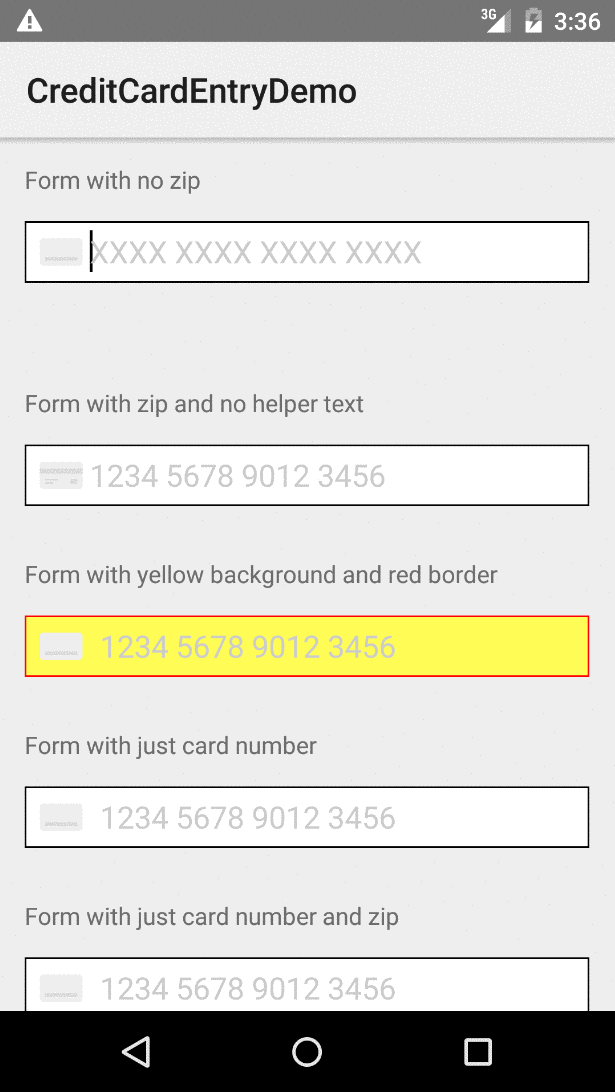 3G 3:36
CreditCardEntryDemo
Form with no zip
XXXX XXXX XXXX XXXX
Form with zip and no helper text
1234 5678 9012 3456
Form with yellow background and red border
1234 5678 9012 3456
Form with just card number
1234 5678 9012 3456
Form with just card number and zip
1234 5678 9012 3456